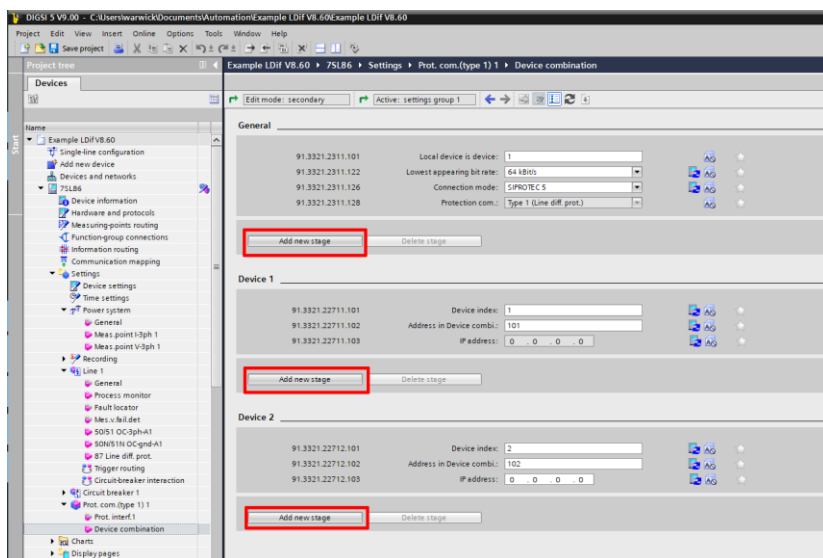 DIGSI 5 V9.00 - C:\Users\warwick\Documents\Automation\Example LDif V8.60\Example LDif V8.60
Project Edit View Insert Online Options Tools Window Help
Save project
Project tree
Example LDif V8.60 ▸ 7SL86 ▸ Settings ▸ Prot. com.(type 1) 1 ▸ Device combination
Devices
Edit mode: secondary
Active: settings group 1
Start
Name
Example LDif V8.60
Single-line configuration
Add new device
Devices and networks
7SL86
Device information
Hardware and protocols
Measuring-points routing
Function-group connections
Information routing
Communication mapping
Settings
Device settings
Time settings
Power system
General
Meas.point I-3ph 1
Meas.point V-3ph 1
Recording
Line 1
General
Process monitor
Fault locator
Mes.v.fail.det
50/51 OC-3ph-A1
50N/51N OC-gnd-A1
87 Line diff. prot.
Trigger routing
Circuit-breaker interaction
Circuit breaker 1
Prot. com.(type 1) 1
Prot. interf.1
Device combination
Charts
Display pages
General
91.3321.2311.101 Local device is device: 1
91.3321.2311.122 Lowest appearing bit rate: 64 kBit/s
91.3321.2311.126 Connection mode: SIPROTEC 5
91.3321.2311.128 Protection com.: Type 1 (Line diff. prot.)
Add new stage Delete stage
Device 1
91.3321.22711.101 Device index: 1
91.3321.22711.102 Address in Device combi.: 101
91.3321.22711.103 IP address: 0 . 0 . 0 . 0
Add new stage Delete stage
Device 2
91.3321.22712.101 Device index: 2
91.3321.22712.102 Address in Device combi.: 102
91.3321.22712.103 IP address: 0 . 0 . 0 . 0
Add new stage Delete stage